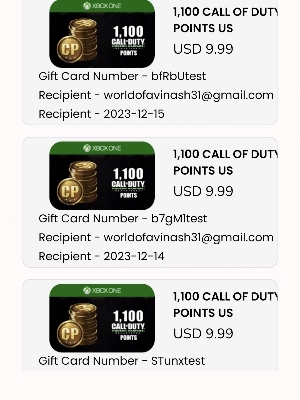 XBOX ONE
1,100 CALL OF DUTY
POINTS US
USD 9.99
1,100
CALL OF DUTY
POINTS
CP
Gift Card Number - bfRbUtest
Recipient - worldofavinash31@gmail.com
Recipient - 2023-12-15
XBOX ONE
1,100 CALL OF DUTY
POINTS US
USD 9.99
1,100
CALL OF DUTY
POINTS
CP
Gift Card Number - b7gM1test
Recipient - worldofavinash31@gmail.com
Recipient - 2023-12-14
XBOX ONE
1,100 CALL OF DUTY
POINTS US
USD 9.99
1,100
CALL OF DUTY
POINTS
CP
Gift Card Number - STunxtest